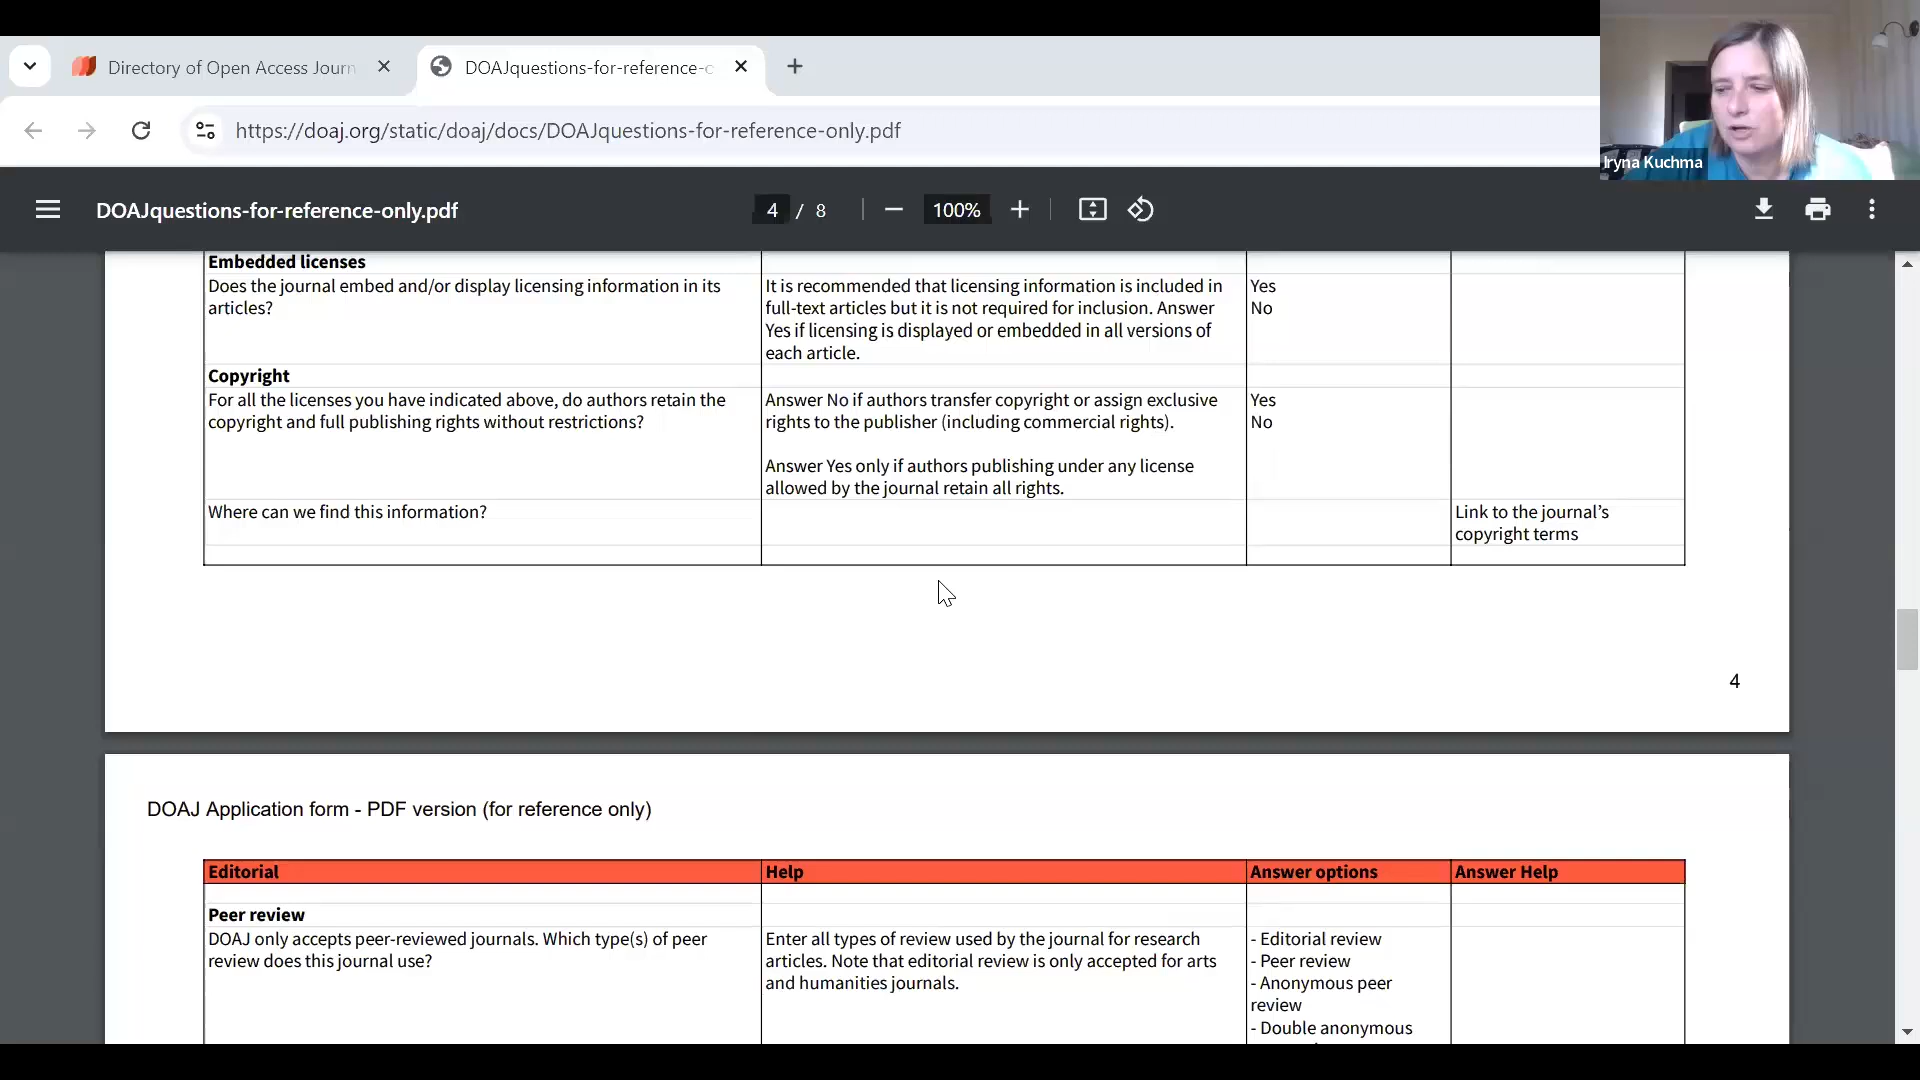 Directory of Open Access Journ
DOAJquestions-for-reference-o
https://doaj.org/static/doaj/docs/DOAJquestions-for-reference-only.pdf
Iryna Kuchma
DOAJquestions-for-reference-only.pdf
4 / 8
100%
Embedded licenses
Does the journal embed and/or display licensing information in its
articles?
It is recommended that licensing information is included in
full-text articles but it is not required for inclusion. Answer
Yes if licensing is displayed or embedded in all versions of
each article.
Yes
No
Copyright
For all the licenses you have indicated above, do authors retain the
copyright and full publishing rights without restrictions?
Answer No if authors transfer copyright or assign exclusive
rights to the publisher (including commercial rights).
Answer Yes only if authors publishing under any license
allowed by the journal retain all rights.
Yes
No
Where can we find this information?
Link to the journal's
copyright terms
4
DOAJ Application form - PDF version (for reference only)
Editorial
Help
Answer options
Answer Help
Peer review
DOAJ only accepts peer-reviewed journals. Which type(s) of peer
review does this journal use?
Enter all types of review used by the journal for research
articles. Note that editorial review is only accepted for arts
and humanities journals.
- Editorial review
- Peer review
- Anonymous peer
review
- Double anonymous